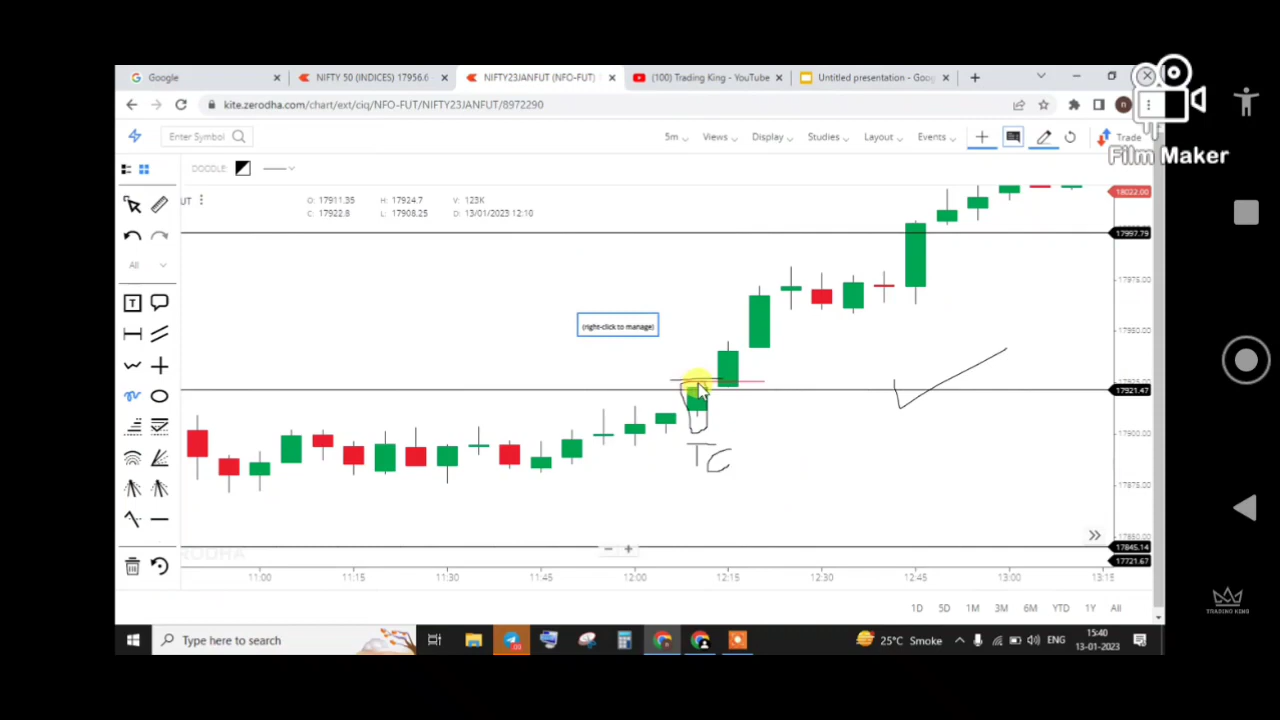 Google
NIFTY 50 (INDICES) 17956.6
NIFTY23JANFUT (NFO-FUT)
(100) Trading King - YouTube
Untitled presentation - Goo
kite.zerodha.com/chart/ext/ciq/NFO-FUT/NIFTY23JANFUT/8972290
n
Film Maker
Enter Symbol
5m
Views
Display
Studies
Layout
Events
Trade
DOODLE:
UT
O: 17911.35 H: 17924.7 V: 123K
C: 17922.8 L: 17908.25 D: 13/01/2023 12:10
18022.00
17997.79
17975.00
17950.00
17925.00
17921.47
17900.00
17875.00
17845.14
17721.67
All
T
(right-click to manage)
TC
11:00 11:15 11:30 11:45 12:00 12:15 12:30 12:45 13:00 13:15
1D 5D 1M 3M 6M YTD 1Y All
TRADING KING
Type here to search
25°C Smoke
ENG
15:40
13-01-2023